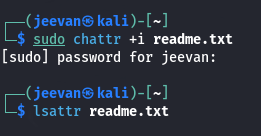 ┌──(jeevan㉿kali)-[~]
└─$ sudo chattr +i readme.txt
[sudo] password for jeevan:
┌──(jeevan㉿kali)-[~]
└─$ lsattr readme.txt